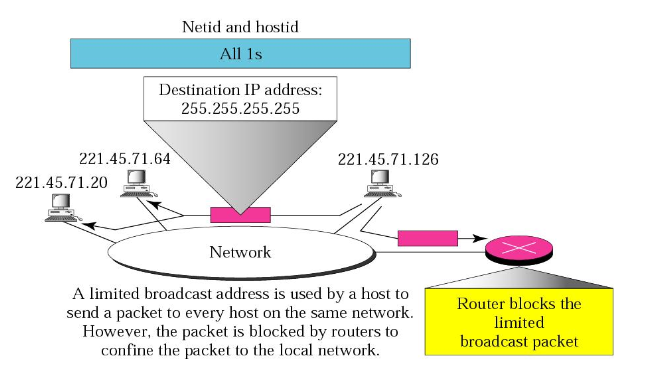 Netid and hostid
All 1s
Destination IP address:
255.255.255.255
221.45.71.64
221.45.71.126
221.45.71.20
Network
A limited broadcast address is used by a host to
send a packet to every host on the same network.
However, the packet is blocked by routers to
confine the packet to the local network.
Router blocks the
limited
broadcast packet